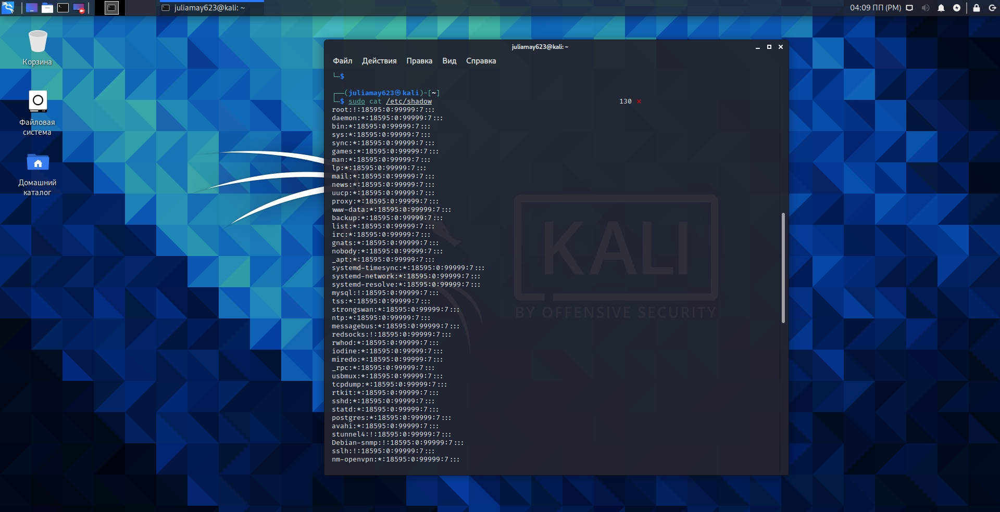 juliamay623@kali: ~
04:09 ПП (PM)
Корзина
Файловая
система
Домашний
каталог
juliamay623@kali: ~
Файл Действия Правка Вид Справка
└─$
┌──(juliamay623㉿kali)-[~]
└─$ sudo cat /etc/shadow 130 ⨯
root:!:18595:0:99999:7:::
daemon:*:18595:0:99999:7:::
bin:*:18595:0:99999:7:::
sys:*:18595:0:99999:7:::
sync:*:18595:0:99999:7:::
games:*:18595:0:99999:7:::
man:*:18595:0:99999:7:::
lp:*:18595:0:99999:7:::
mail:*:18595:0:99999:7:::
news:*:18595:0:99999:7:::
uucp:*:18595:0:99999:7:::
proxy:*:18595:0:99999:7:::
www-data:*:18595:0:99999:7:::
backup:*:18595:0:99999:7:::
list:*:18595:0:99999:7:::
irc:*:18595:0:99999:7:::
gnats:*:18595:0:99999:7:::
nobody:*:18595:0:99999:7:::
_apt:*:18595:0:99999:7:::
systemd-timesync:*:18595:0:99999:7:::
systemd-network:*:18595:0:99999:7:::
systemd-resolve:*:18595:0:99999:7:::
mysql:!:18595:0:99999:7:::
tss:*:18595:0:99999:7:::
strongswan:*:18595:0:99999:7:::
ntp:*:18595:0:99999:7:::
messagebus:*:18595:0:99999:7:::
redsocks:!:18595:0:99999:7:::
rwhod:*:18595:0:99999:7:::
iodine:*:18595:0:99999:7:::
miredo:*:18595:0:99999:7:::
_rpc:*:18595:0:99999:7:::
usbmux:*:18595:0:99999:7:::
tcpdump:*:18595:0:99999:7:::
rtkit:*:18595:0:99999:7:::
sshd:*:18595:0:99999:7:::
statd:*:18595:0:99999:7:::
postgres:*:18595:0:99999:7:::
avahi:*:18595:0:99999:7:::
stunnel4:!:18595:0:99999:7:::
Debian-snmp:!:18595:0:99999:7:::
sslh:!:18595:0:99999:7:::
nm-openvpn:*:18595:0:99999:7:::
KALI
BY OFFENSIVE SECURITY